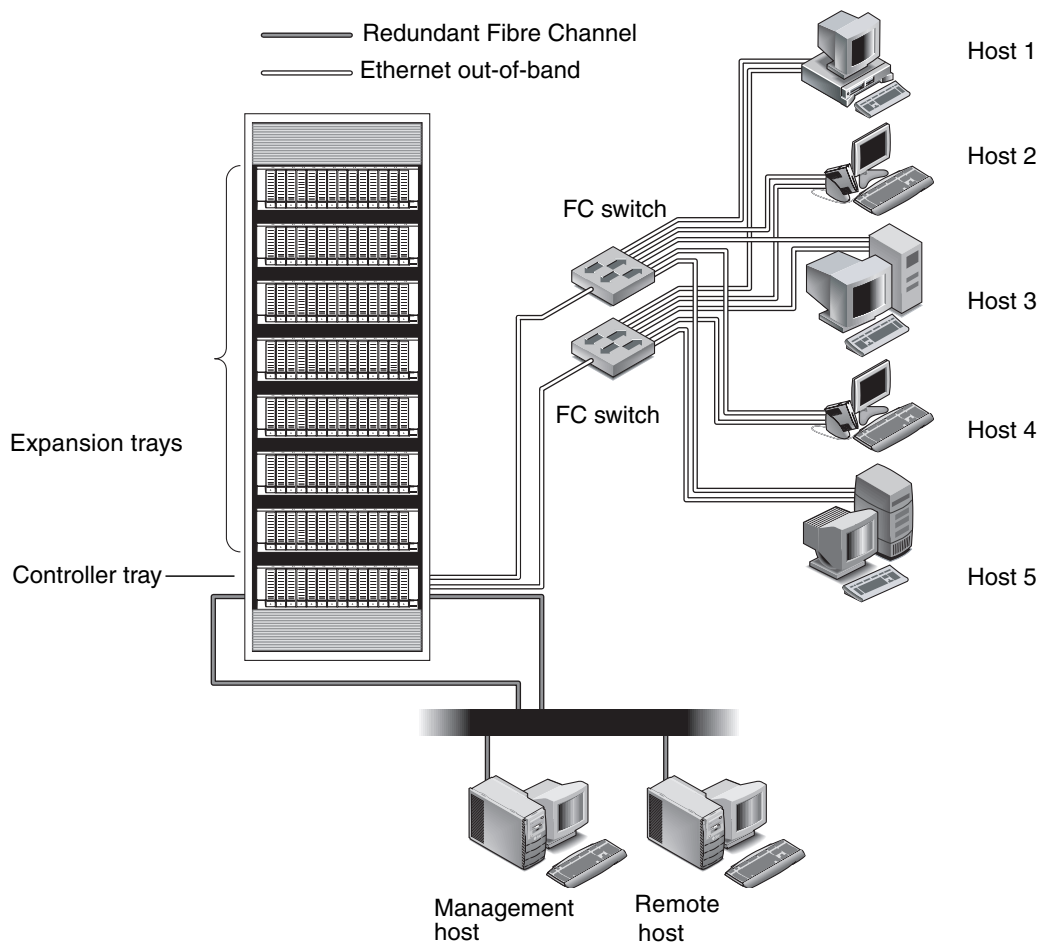 Redundant Fibre Channel
Ethernet out-of-band
Host 1
Host 2
FC switch
Host 3
FC switch
Host 4
Expansion trays
Controller tray
Host 5
Management
host
Remote
host